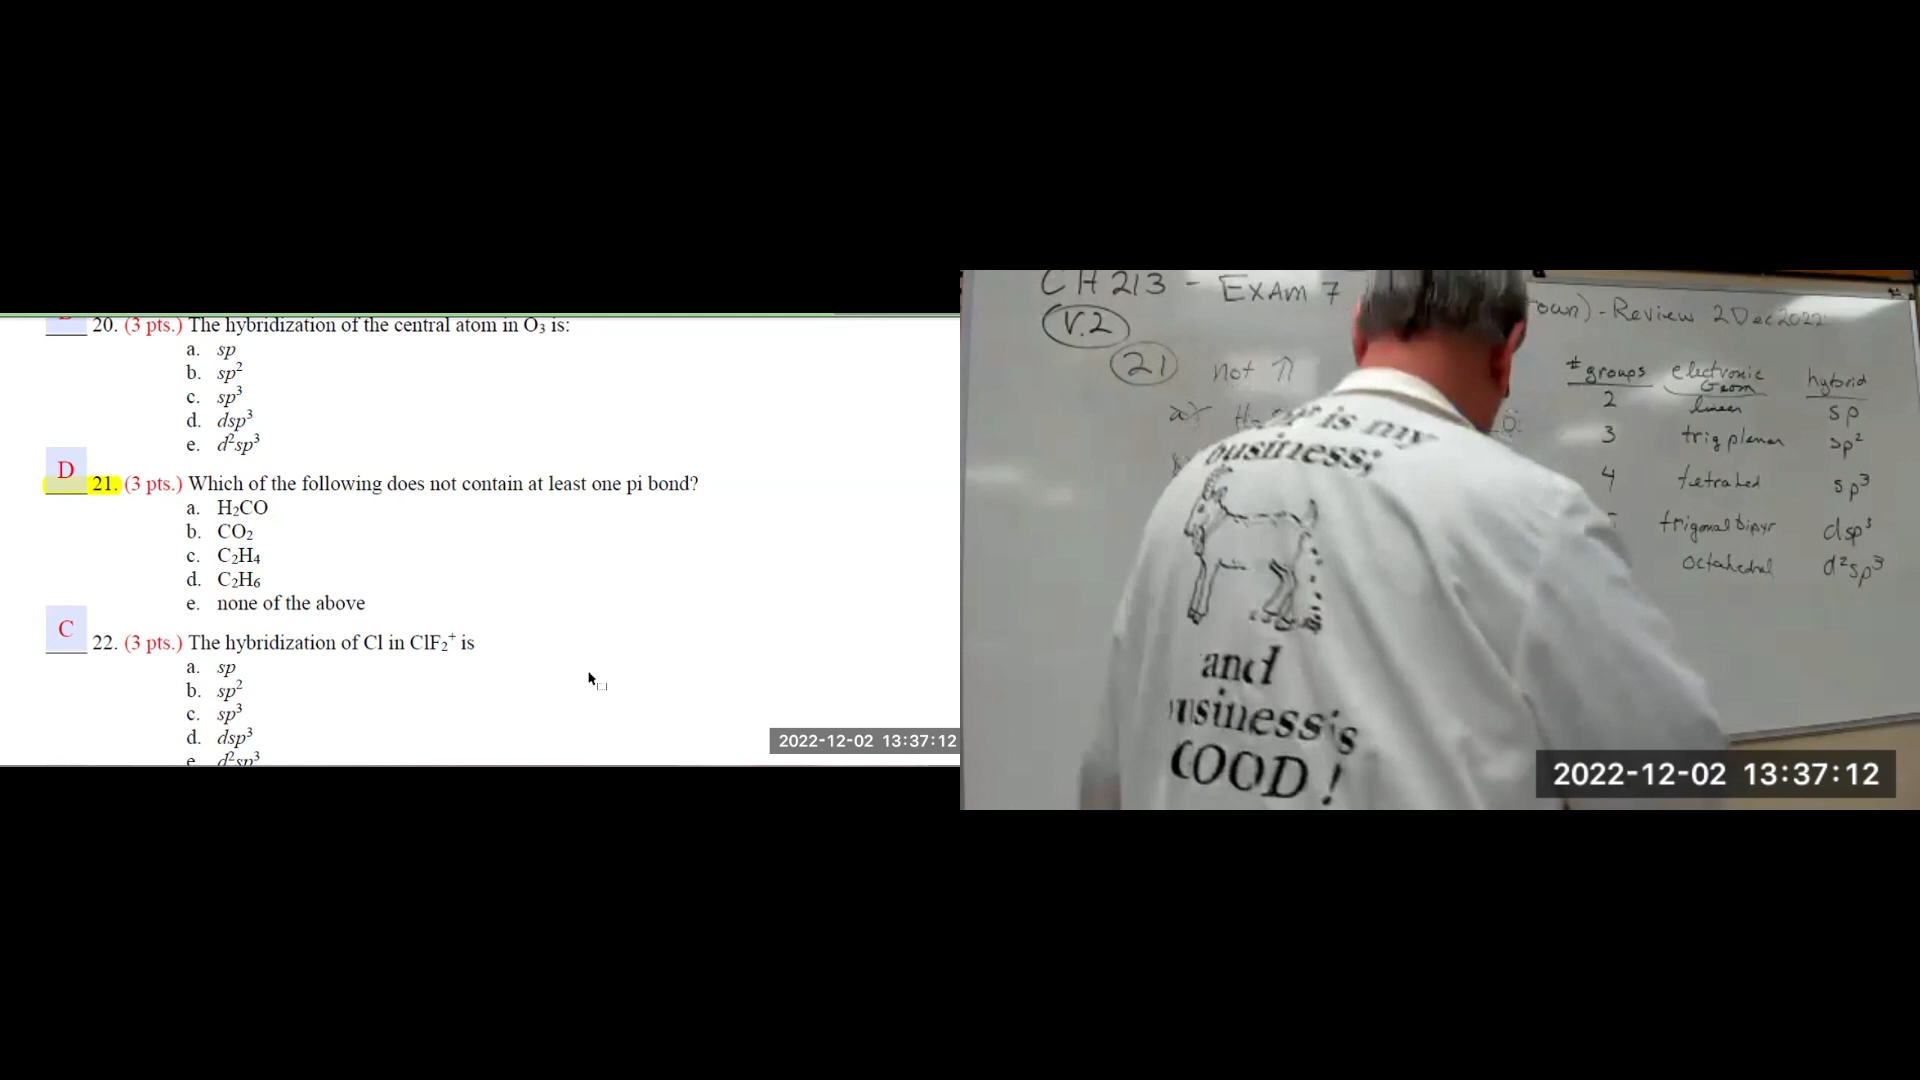 20. (3 pts.) The hybridization of the central atom in O₃ is:
a. sp
b. sp²
c. sp³
d. dsp³
e. d²sp³
D
21. (3 pts.) Which of the following does not contain at least one pi bond?
a. H₂CO
b. CO₂
c. C₂H₄
d. C₂H₆
e. none of the above
C
22. (3 pts.) The hybridization of Cl in ClF₂⁺ is
a. sp
b. sp²
c. sp³
d. dsp³
e d²sp³
2022-12-02 13:37:12
CH 213 - EXAM 7 own) - Review 2 Dec 2022
V.2
21 not π
a)
# groups electronic Geom hybrid
2 linear sp
3 trig planar sp²
4 tetrahed sp³
trigonal bipyr dsp³
octahedral d²sp³
is my
business;
and
usiness's
GOOD!
2022-12-02 13:37:12